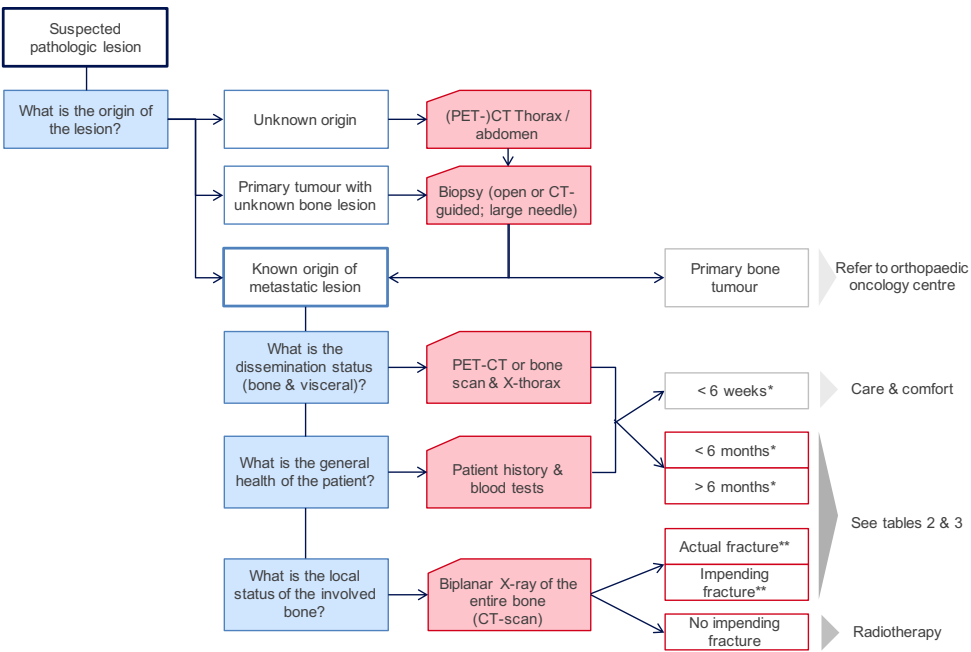 Suspected
pathologic lesion
What is the origin of
the lesion?
Unknown origin
(PET-)CT Thorax /
abdomen
Primary tumour with
unknown bone lesion
Biopsy (open or CT-
guided; large needle)
Known origin of
metastatic lesion
Primary bone
tumour
Refer to orthopaedic
oncology centre
What is the
dissemination status
(bone & visceral)?
PET-CT or bone
scan & X-thorax
< 6 weeks*
Care & comfort
What is the general
health of the patient?
Patient history &
blood tests
< 6 months*
> 6 months*
See tables 2 & 3
What is the local
status of the involved
bone?
Biplanar X-ray of the
entire bone
(CT-scan)
Actual fracture**
Impending
fracture**
No impending
fracture
Radiotherapy